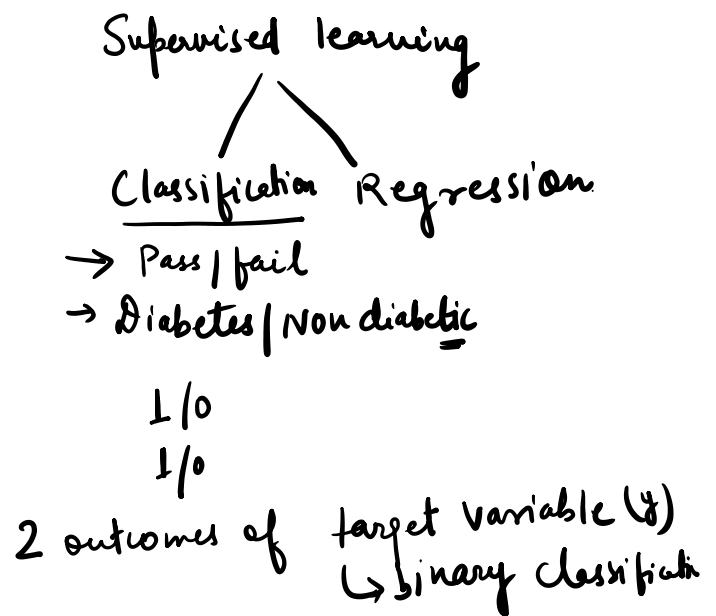 Supervised learning
Classification Regression
→ Pass/fail
→ Diabetes/Non diabetic
1/0
1/0
2 outcomes of target variable (y)
↳ binary classification